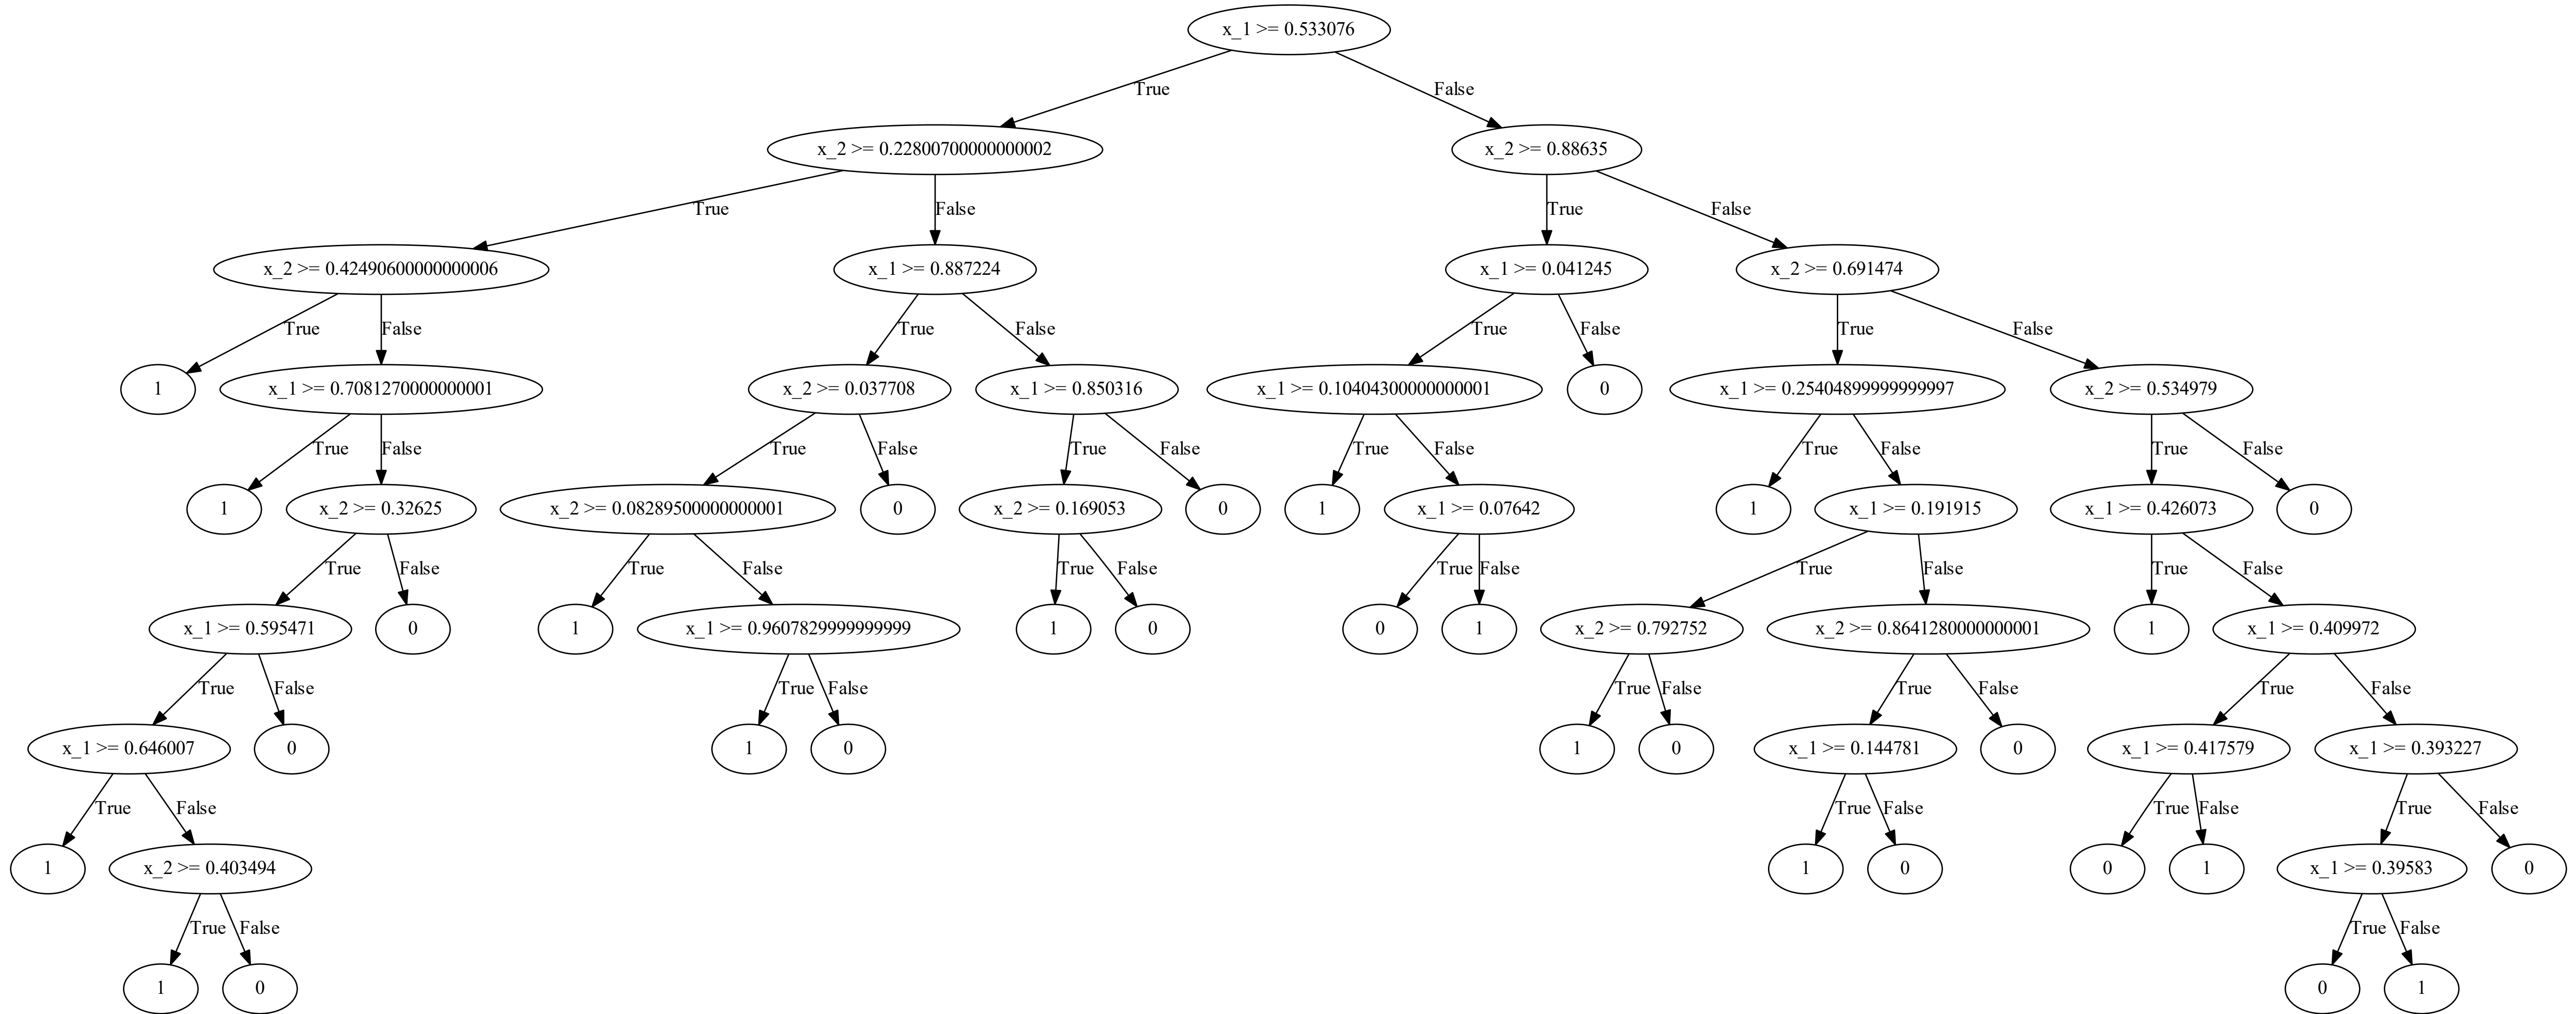 x_1 >= 0.533076
True
False
x_2 >= 0.22800700000000002
x_2 >= 0.88635
True
False
True
False
x_2 >= 0.42490600000000006
x_1 >= 0.887224
x_1 >= 0.041245
x_2 >= 0.691474
True
False
True
False
True
False
True
False
1
x_1 >= 0.7081270000000001
x_2 >= 0.037708
x_1 >= 0.850316
x_1 >= 0.10404300000000001
0
x_1 >= 0.25404899999999997
x_2 >= 0.534979
True
False
True
False
True
False
True
False
True
False
True
False
1
x_2 >= 0.32625
x_2 >= 0.08289500000000001
0
x_2 >= 0.169053
0
1
x_1 >= 0.07642
1
x_1 >= 0.191915
x_1 >= 0.426073
0
True
False
True
False
True
False
True
False
True
False
True
False
x_1 >= 0.595471
0
1
x_1 >= 0.9607829999999999
1
0
0
1
x_2 >= 0.792752
x_2 >= 0.8641280000000001
1
x_1 >= 0.409972
True
False
True
False
True
False
True
False
True
False
x_1 >= 0.646007
0
1
0
1
0
x_1 >= 0.144781
0
x_1 >= 0.417579
x_1 >= 0.393227
True
False
True
False
True
False
True
False
1
x_2 >= 0.403494
1
0
0
1
x_1 >= 0.39583
0
True
False
True
False
1
0
0
1